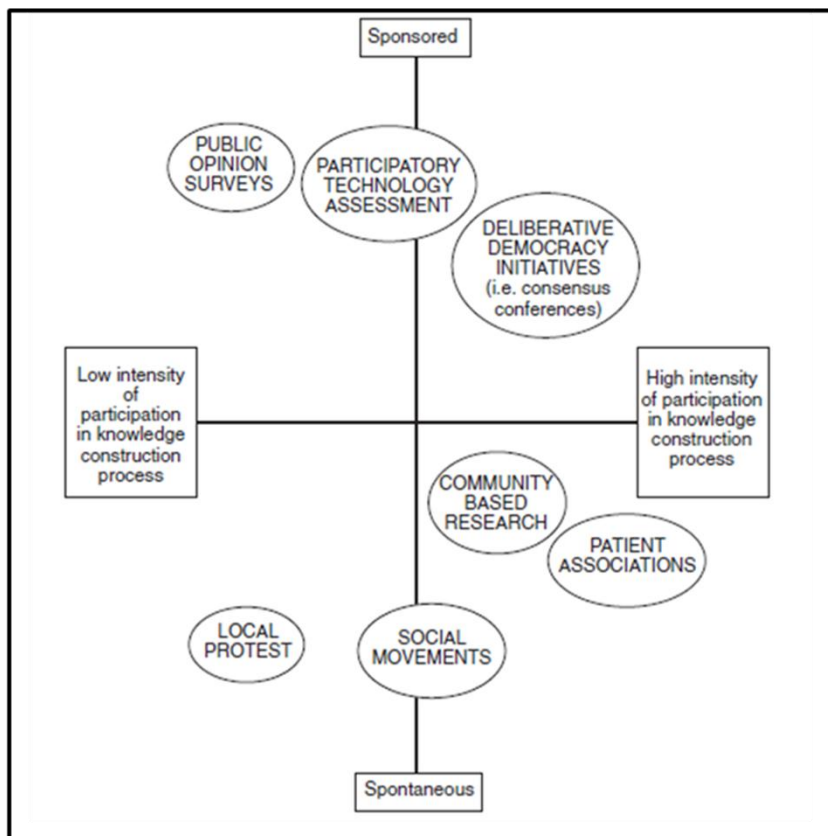 Sponsored
PUBLIC
OPINION
SURVEYS
PARTICIPATORY
TECHNOLOGY
ASSESSMENT
DELIBERATIVE
DEMOCRACY
INITIATIVES
(i.e. consensus
conferences)
Low intensity
of
participation
in knowledge
construction
process
High intensity
of participation
in knowledge
construction
process
COMMUNITY
BASED
RESEARCH
PATIENT
ASSOCIATIONS
LOCAL
PROTEST
SOCIAL
MOVEMENTS
Spontaneous